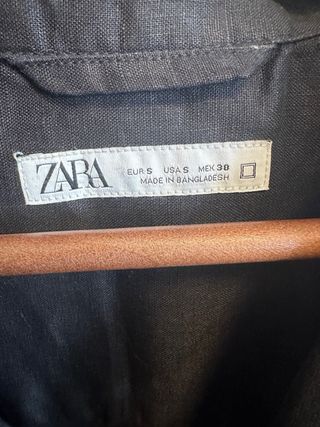 ZARA
EUR S USA S MEX 38
MADE IN BANGLADESH